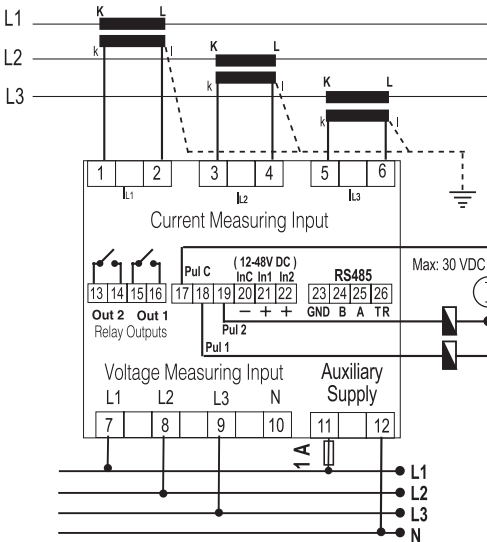 L1
K L
k l
L2
K L
k l
L3
K L
k l
1 2 3 4 5 6
IL1 IL2 IL3
Current Measuring Input
Pul C
( 12-48V DC )
InC In1 In2
RS485
Max: 30 VDC
13 14 15 16 17 18 19 20 21 22 23 24 25 26
− + +
GND B A TR
Out 2 Out 1
Relay Outputs
Pul 2
Pul 1
Voltage Measuring Input
Auxiliary
Supply
L1 L2 L3 N
7 8 9 10 11 12
1 A
L1
L2
L3
N